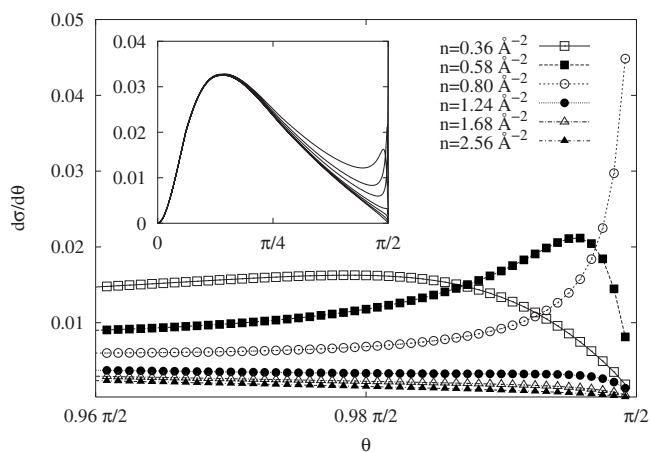 0.05
0.04
0.03
0.02
0.01
dσ/dθ
0.04
0.03
0.02
0.01
0
0
π/4
π/2
n=0.36 Å⁻²
n=0.58 Å⁻²
n=0.80 Å⁻²
n=1.24 Å⁻²
n=1.68 Å⁻²
n=2.56 Å⁻²
0.96 π/2
0.98 π/2
π/2
θ